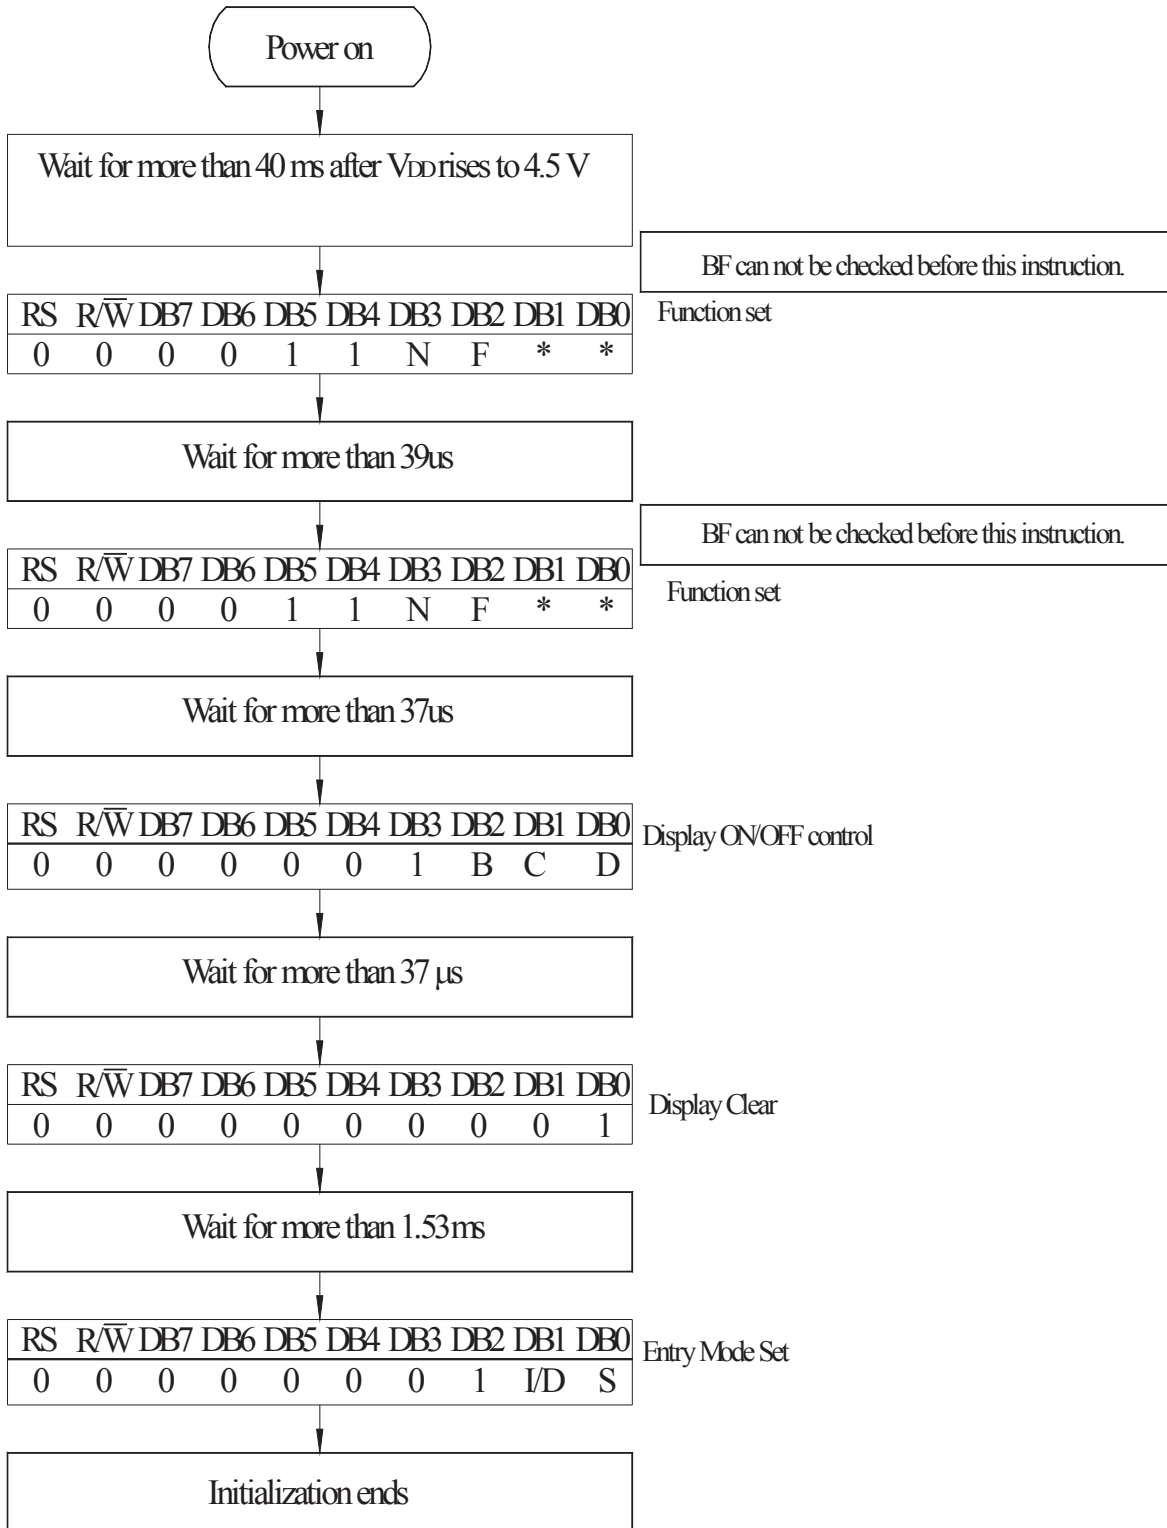 Power on
Wait for more than 40 ms after VDD rises to 4.5 V
BF can not be checked before this instruction.
RS R/W̅ DB7 DB6 DB5 DB4 DB3 DB2 DB1 DB0
Function set
0 0 0 0 1 1 N F * *
Wait for more than 39us
BF can not be checked before this instruction.
RS R/W̅ DB7 DB6 DB5 DB4 DB3 DB2 DB1 DB0
Function set
0 0 0 0 1 1 N F * *
Wait for more than 37us
RS R/W̅ DB7 DB6 DB5 DB4 DB3 DB2 DB1 DB0
Display ON/OFF control
0 0 0 0 0 0 1 B C D
Wait for more than 37 μs
RS R/W̅ DB7 DB6 DB5 DB4 DB3 DB2 DB1 DB0
Display Clear
0 0 0 0 0 0 0 0 0 1
Wait for more than 1.53ms
RS R/W̅ DB7 DB6 DB5 DB4 DB3 DB2 DB1 DB0
Entry Mode Set
0 0 0 0 0 0 0 1 I/D S
Initialization ends